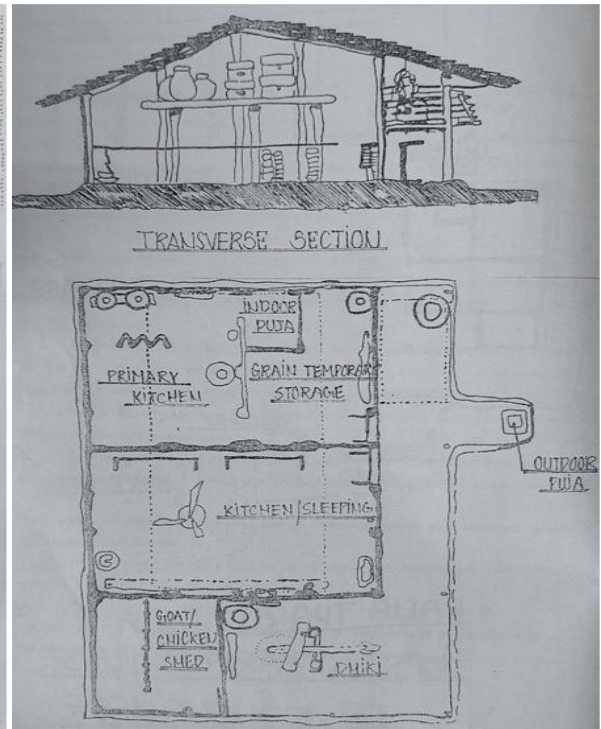 TRANSVERSE SECTION
INDOOR
PUJA
PRIMARY
KITCHEN
GRAIN TEMPORARY
STORAGE
OUTDOOR
PUJA
KITCHEN/SLEEPING
GOAT/
CHICKEN
SHED
DHIKI